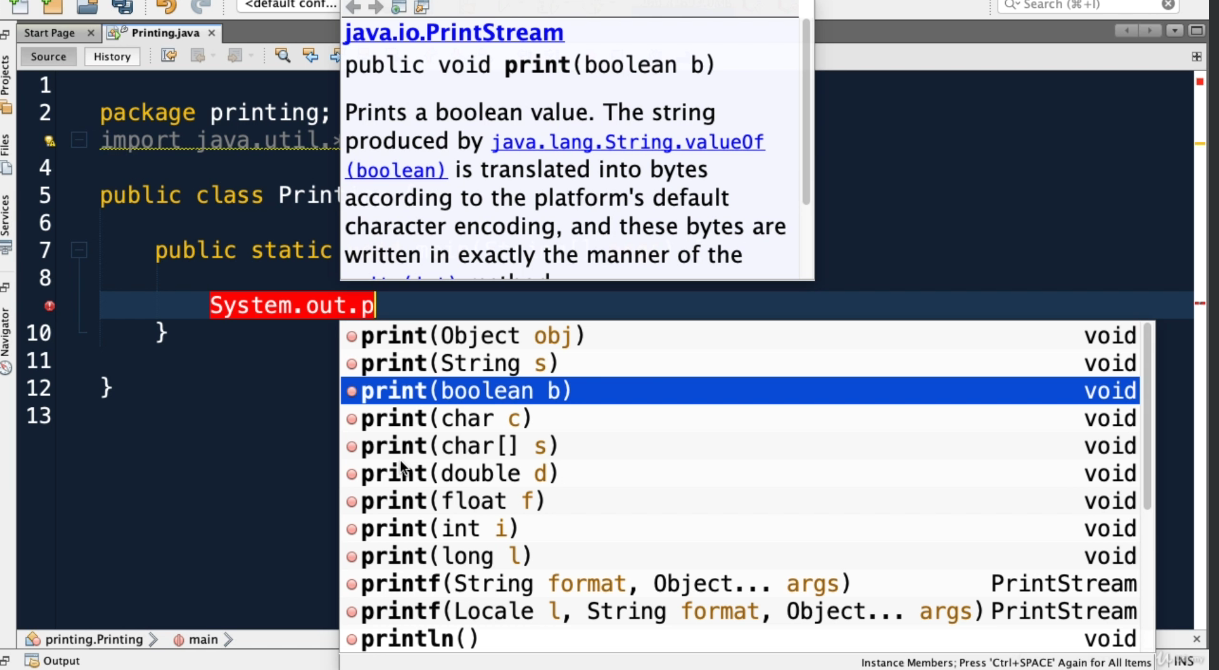 <default conf...
Search (⌘+I)
Start Page
Printing.java
Source
History
Projects
Files
Services
Navigator
1
2 package printing;
import java.util.*
4
5 public class Print
6
7 public static
8
System.out.p
10 }
11
12 }
13
java.io.PrintStream
public void print(boolean b)
Prints a boolean value. The string
produced by java.lang.String.valueOf
(boolean) is translated into bytes
according to the platform's default
character encoding, and these bytes are
written in exactly the manner of the
print(Object obj) void
print(String s) void
print(boolean b) void
print(char c) void
print(char[] s) void
print(double d) void
print(float f) void
print(int i) void
print(long l) void
printf(String format, Object... args) PrintStream
printf(Locale l, String format, Object... args) PrintStream
println() void
printing.Printing
main
Output
Instance Members; Press 'Ctrl+SPACE' Again for All Items
INS